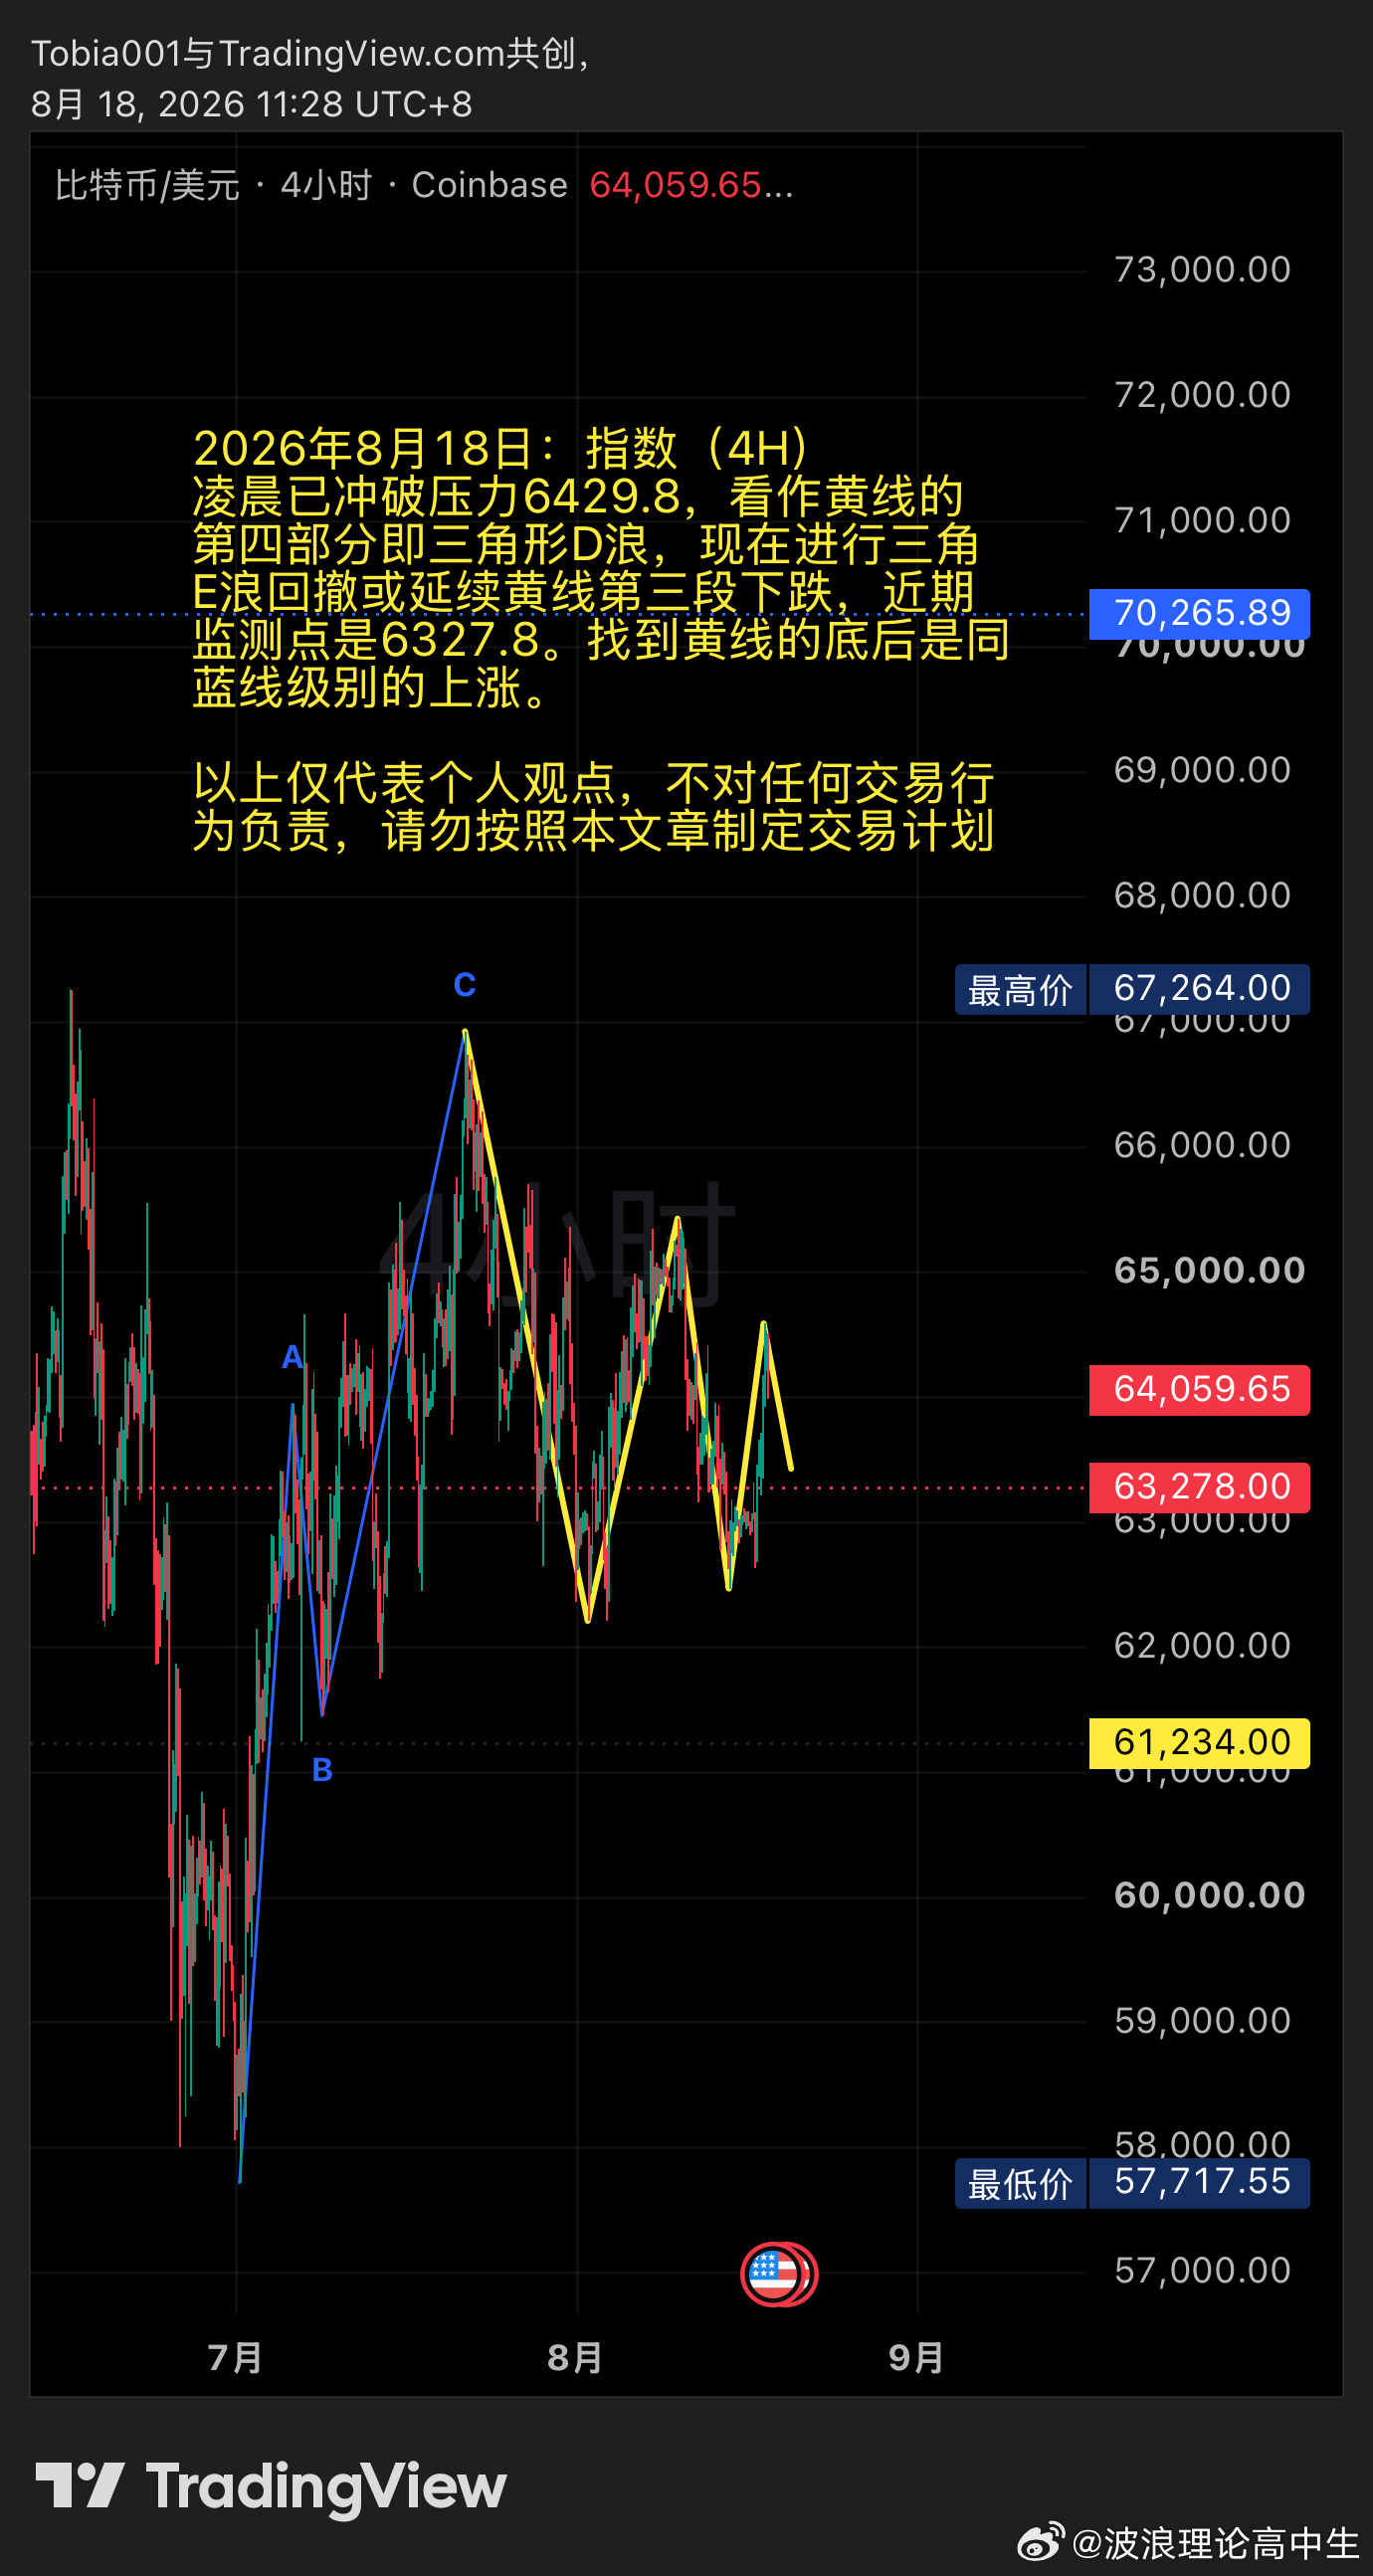 Tobia001与TradingView.com共创，
8月 18, 2026 11:28 UTC+8
比特币/美元 · 4小时 · Coinbase 64,059.65...
73,000.00
72,000.00
2026年8月18日：指数（4H）
凌晨已冲破压力6429.8，看作黄线的
第四部分即三角形D浪，现在进行三角
E浪回撤或延续黄线第三段下跌，近期
监测点是6327.8。找到黄线的底后是同
蓝线级别的上涨。
71,000.00
70,265.89
70,000.00
以上仅代表个人观点，不对任何交易行
为负责，请勿按照本文章制定交易计划
69,000.00
68,000.00
最高价 67,264.00
67,000.00
C
66,000.00
4小时
65,000.00
A
64,059.65
63,278.00
63,000.00
62,000.00
61,234.00
61,000.00
B
60,000.00
59,000.00
58,000.00
最低价 57,717.55
57,000.00
7月 8月 9月
TradingView
@波浪理论高中生